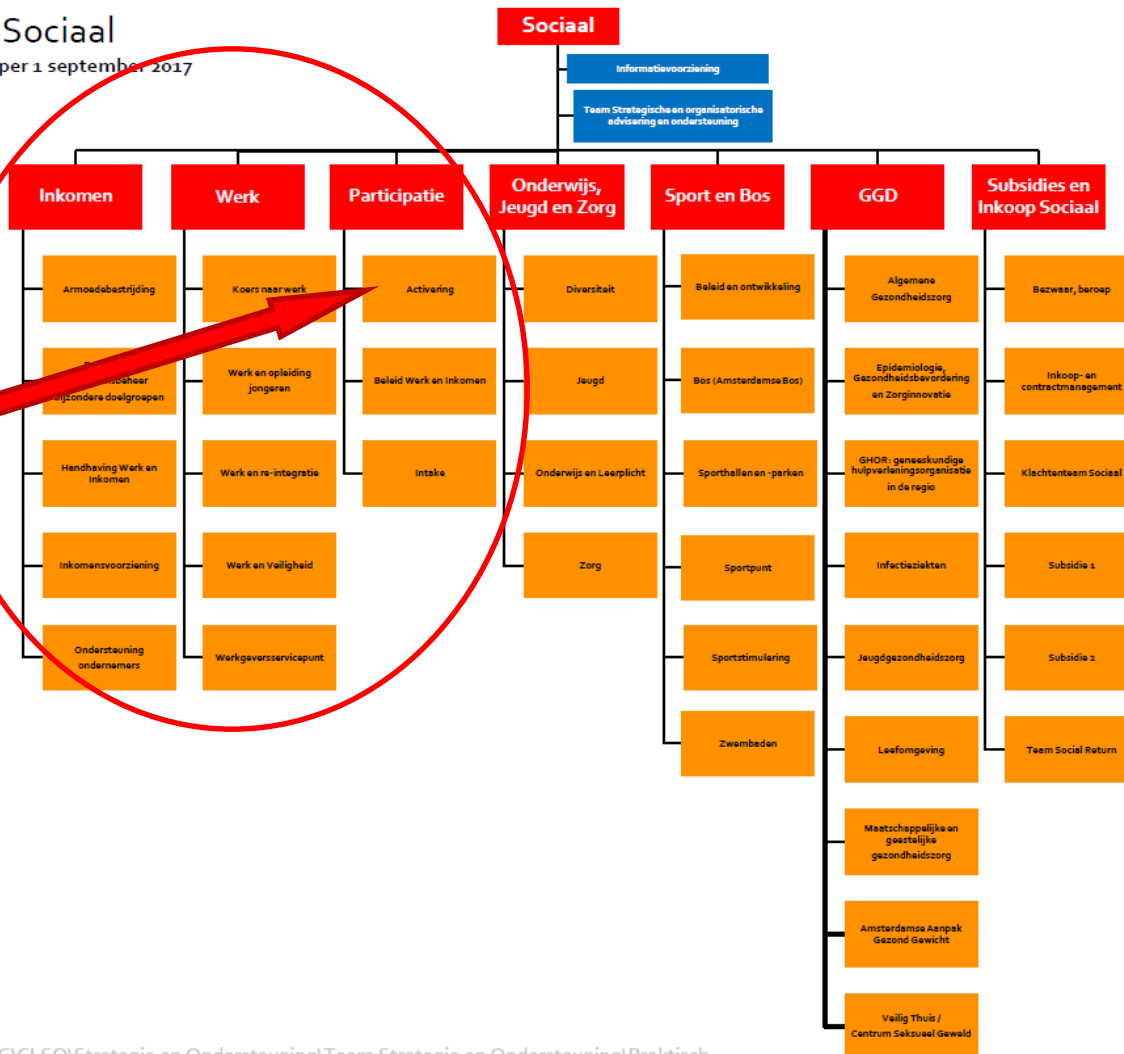 Sociaal
per 1 september 2017
Sociaal
Informatievoorziening
Team Strategische en organisatorische
advisering en ondersteuning
Inkomen
Armoedebestrijding
bijzondere doelgroepen
Handhaving Werk en
Inkomen
Inkomensvoorziening
Ondersteuning
ondernemers
Werk
Koers naar werk
Werk en opleiding
jongeren
Werk en re-integratie
Werk en Veiligheid
Werkgeversservicepunt
Participatie
Activering
Beleid Werk en Inkomen
Intake
Onderwijs,
Jeugd en Zorg
Diversiteit
Jeugd
Onderwijs en Leerplicht
Zorg
Sport en Bos
Beleid en ontwikkeling
Bos (Amsterdamse Bos)
Sporthallen en -parken
Sportpunt
Sportstimulering
Zwembaden
GGD
Algemene
Gezondheidszorg
Epidemiologie,
Gezondheidsbevordering
en Zorginnovatie
GHOR: geneeskundige
hulpverleningsorganisatie
in de regio
Infectieziekten
Jeugdgezondheidszorg
Leefomgeving
Maatschappelijke en
geestelijke
gezondheidszorg
Amsterdamse Aanpak
Gezond Gewicht
Veilig Thuis /
Centrum Seksueel Geweld
Subsidies en
Inkoop Sociaal
Bezwaar, beroep
Inkoop- en
contractmanagement
Klachtenteam Sociaal
Subsidie 1
Subsidie 2
Team Social Return